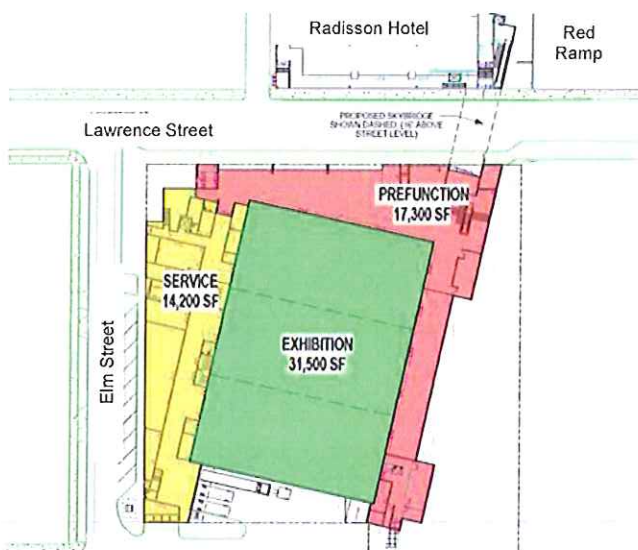 Radisson Hotel
Red
Ramp
PROPOSED SKYBRIDGE
SHOWN DASHED. (16' ABOVE
STREET LEVEL)
Lawrence Street
PREFUNCTION
17,300 SF
SERVICE
14,200 SF
EXHIBITION
31,500 SF
Elm Street